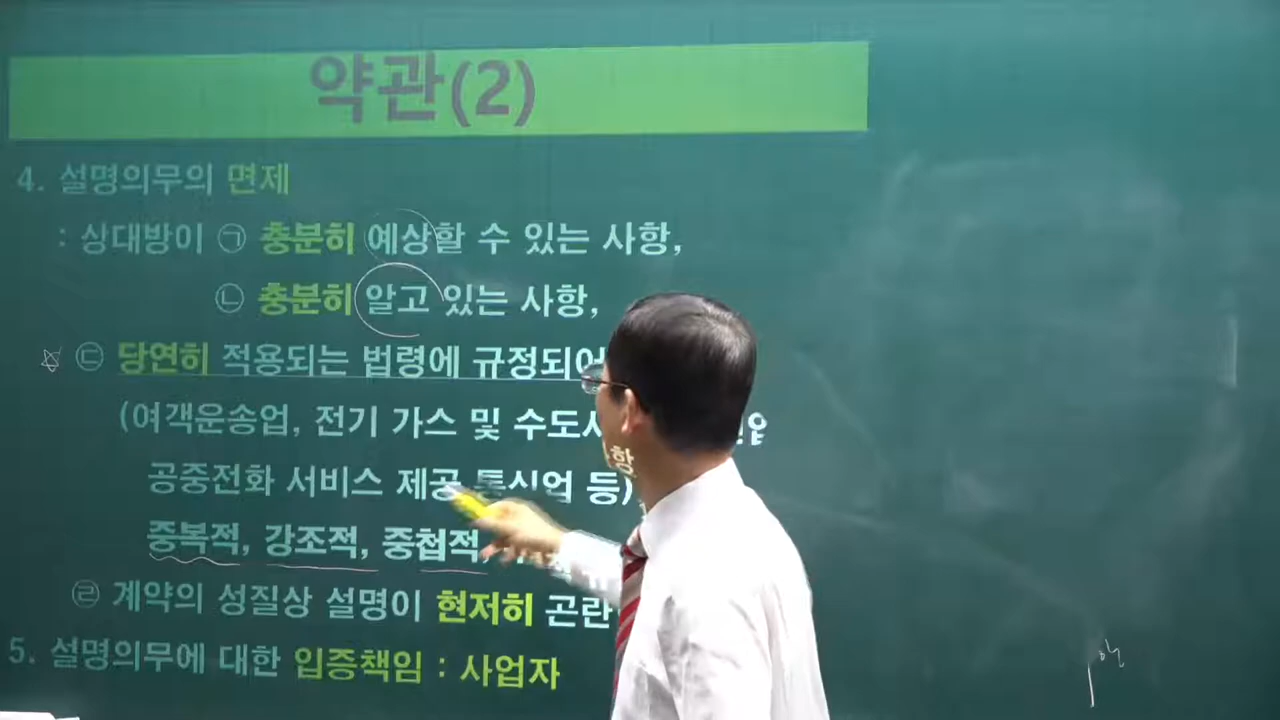 약관(2)
4. 설명의무의 면제
: 상대방이 ㉠ 충분히 예상할 수 있는 사항,
㉡ 충분히 알고 있는 사항,
㉢ 당연히 적용되는 법령에 규정되어
(여객운송업, 전기 가스 및 수도사
공중전화 서비스 제공 통신업 등)
중복적, 강조적, 중첩적,
㉣ 계약의 성질상 설명이 현저히 곤란
5. 설명의무에 대한 입증책임 : 사업자